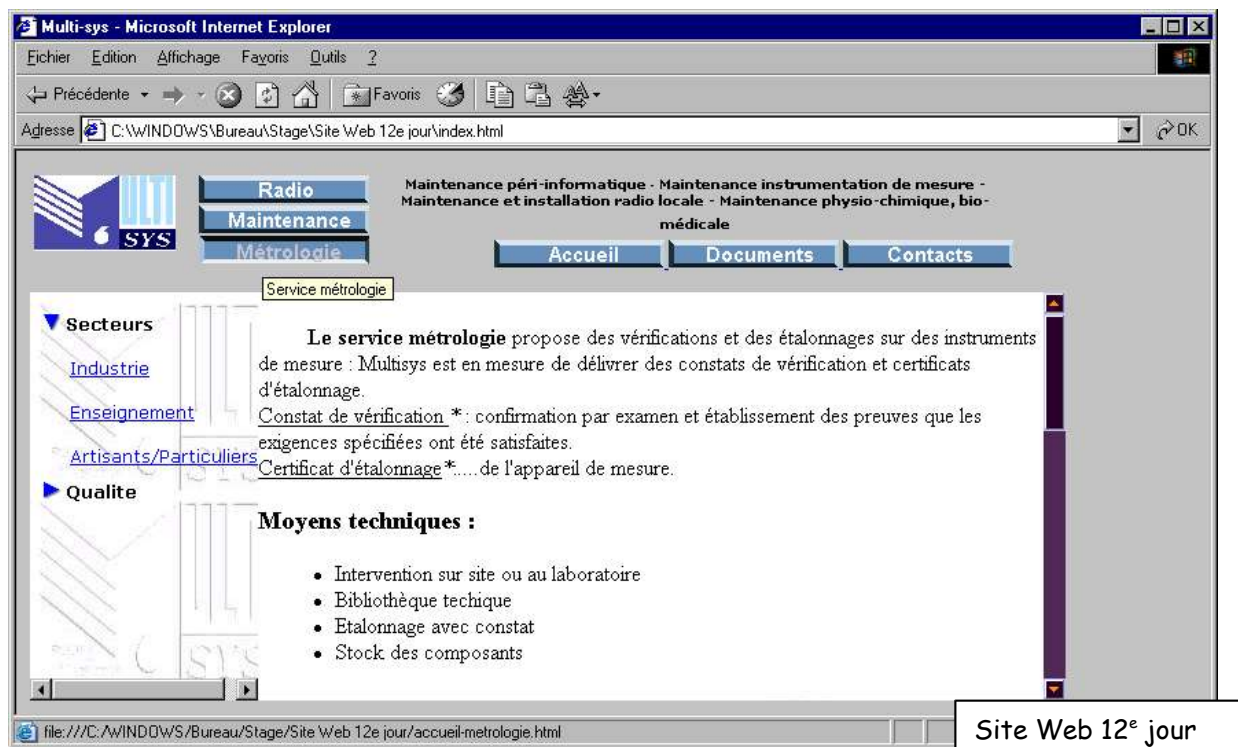 Multi-sys - Microsoft Internet Explorer
Fichier Edition Affichage Favoris Outils ?
Précédente Favoris
Adresse C:\WINDOWS\Bureau\Stage\Site Web 12e jour\index.html OK
ULTI
6 SYS
Radio
Maintenance
Métrologie
Service métrologie
Maintenance péri-informatique - Maintenance instrumentation de mesure -
Maintenance et installation radio locale - Maintenance physio-chimique, bio-
médicale
Accueil Documents Contacts
Secteurs
Industrie
Enseignement
Artisants/Particuliers
Qualite
Le service métrologie propose des vérifications et des étalonnages sur des instruments
de mesure : Multisys est en mesure de délivrer des constats de vérification et certificats
d'étalonnage.
Constat de vérification * : confirmation par examen et établissement des preuves que les
exigences spécifiées ont été satisfaites.
Certificat d'étalonnage *:.....de l'appareil de mesure.
Moyens techniques :
• Intervention sur site ou au laboratoire
• Bibliothèque techique
• Etalonnage avec constat
• Stock des composants
file:///C:/WINDOWS/Bureau/Stage/Site Web 12e jour/accueil-metrologie.html
Site Web 12e jour